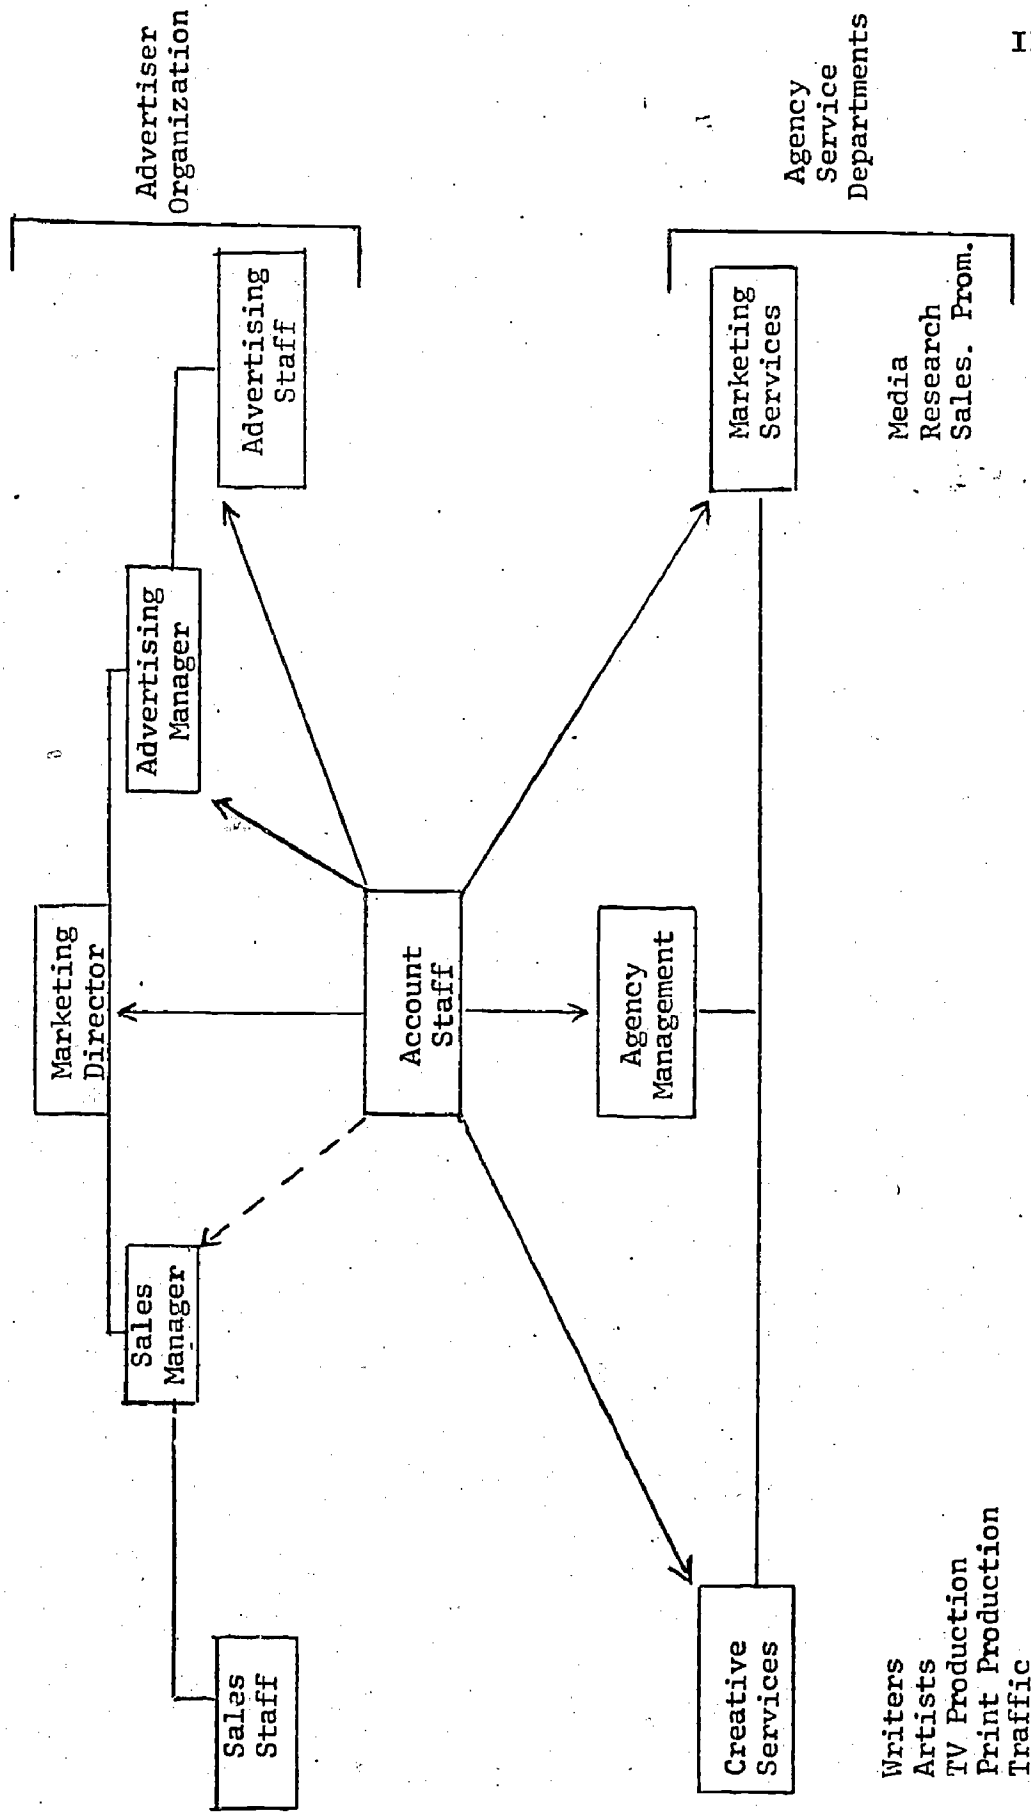 Advertiser
Organization
Marketing
Director
Sales
Manager
Advertising
Manager
Sales
Staff
Advertising
Staff
Account
Staff
Agency
Management
Creative
Services
Marketing
Services
Agency
Service
Departments
Writers
Artists
TV Production
Print Production
Traffic
Media
Research
Sales. Prom.